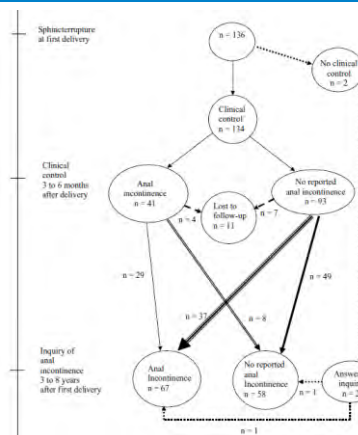 Sphincterrupture
at first delivery
n = 136
No clinical
control
n = 2
Clinical
control
n = 134
Clinical
control
3 to 6 months
after delivery
Anal
incontinence
n = 41
No reported
anal incontinence
n = 93
Lost to
follow-up
n = 11
n = 4
n = 7
n = 29
n = 49
n = 37
n = 8
Inquiry of
anal
incontinence
3 to 8 years
after first delivery
Anal
Incontinence
n = 67
No reported
anal
Incontinence
n = 58
n = 1
inquiry
n = 1